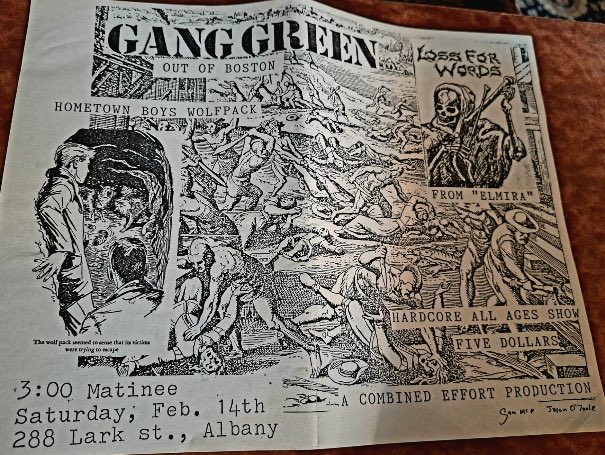 GANG GREEN
OUT OF BOSTON
LOSS FOR
WORDS
HOMETOWN BOYS WOLFPACK
FROM "ELMIRA"
The wolf pack seemed to sense that its victims
were trying to escape
HARDCORE ALL AGES SHOW
FIVE DOLLARS
3:00 Matinee
Saturday, Feb. 14th
288 Lark st., Albany
A COMBINED EFFORT PRODUCTION
Jason O'Toole